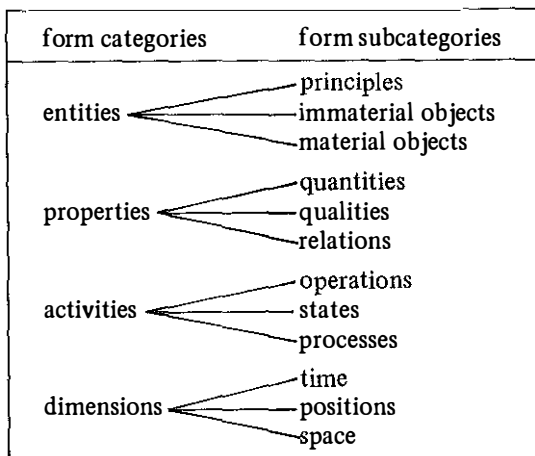 form categories form subcategories
principles
entities immaterial objects
material objects
quantities
properties qualities
relations
operations
activities states
processes
time
dimensions positions
space